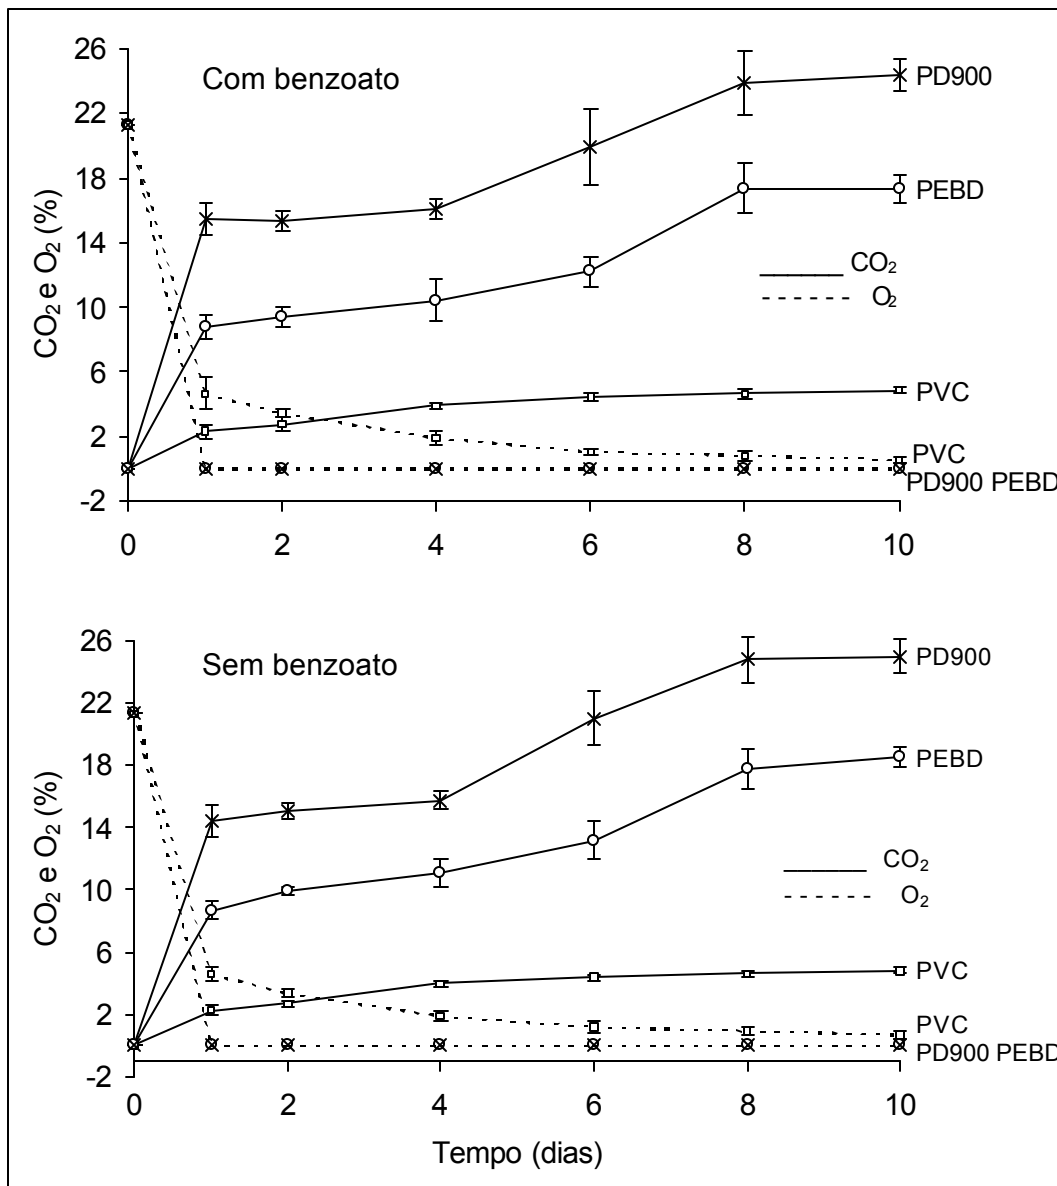 26
22
18
14
10
6
2
-2
CO₂ e O₂ (%)
Com benzoato
PD900
PEBD
CO₂
O₂
PVC
PVC
PD900 PEBD
0 2 4 6 8 10
26
22
18
14
10
6
2
-2
CO₂ e O₂ (%)
Sem benzoato
PD900
PEBD
CO₂
O₂
PVC
PVC
PD900 PEBD
0 2 4 6 8 10
Tempo (dias)